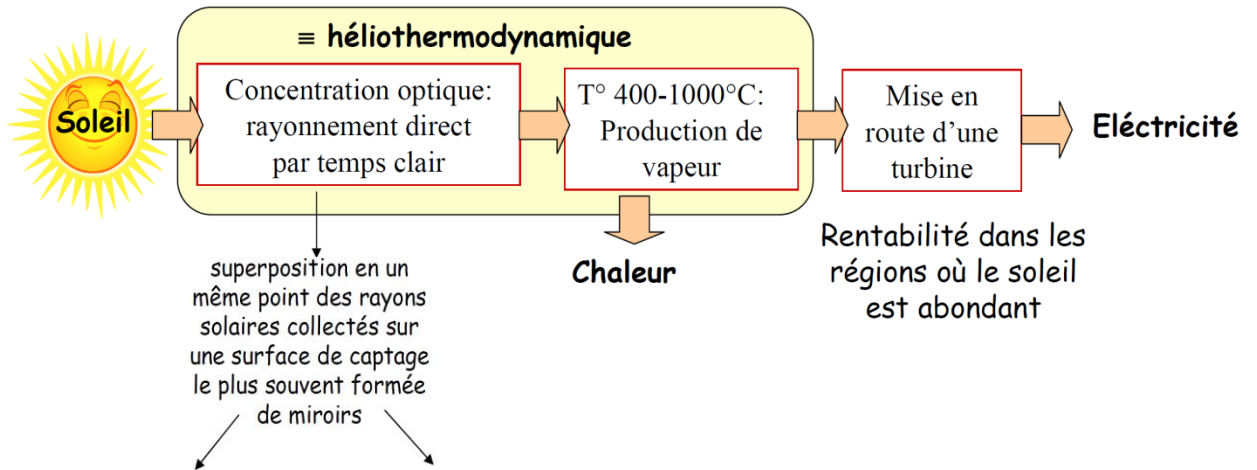 ≡ héliothermodynamique
Soleil
Concentration optique:
rayonnement direct
par temps clair
T° 400-1000°C:
Production de
vapeur
Mise en
route d'une
turbine
Eléctricité
Chaleur
Rentabilité dans les
régions où le soleil
est abondant
superposition en un
même point des rayons
solaires collectés sur
une surface de captage
le plus souvent formée
de miroirs